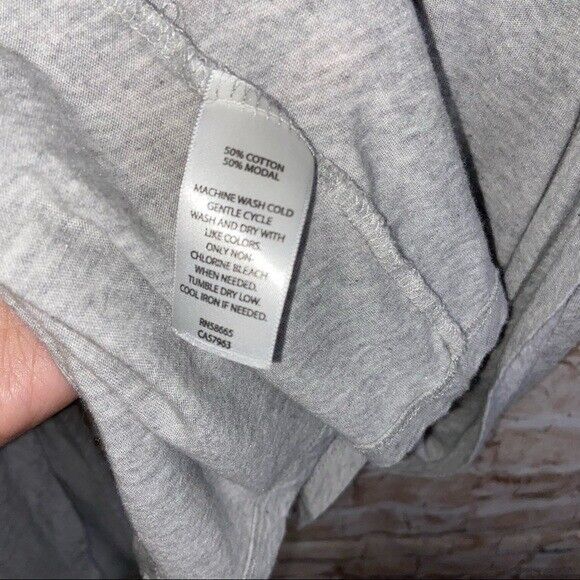 50% COTTON
50% MODAL
MACHINE WASH COLD
GENTLE CYCLE
WASH AND DRY WITH
LIKE COLORS.
ONLY NON-
CHLORINE BLEACH
WHEN NEEDED.
TUMBLE DRY LOW.
COOL IRON IF NEEDED.
RN58665
CA57963